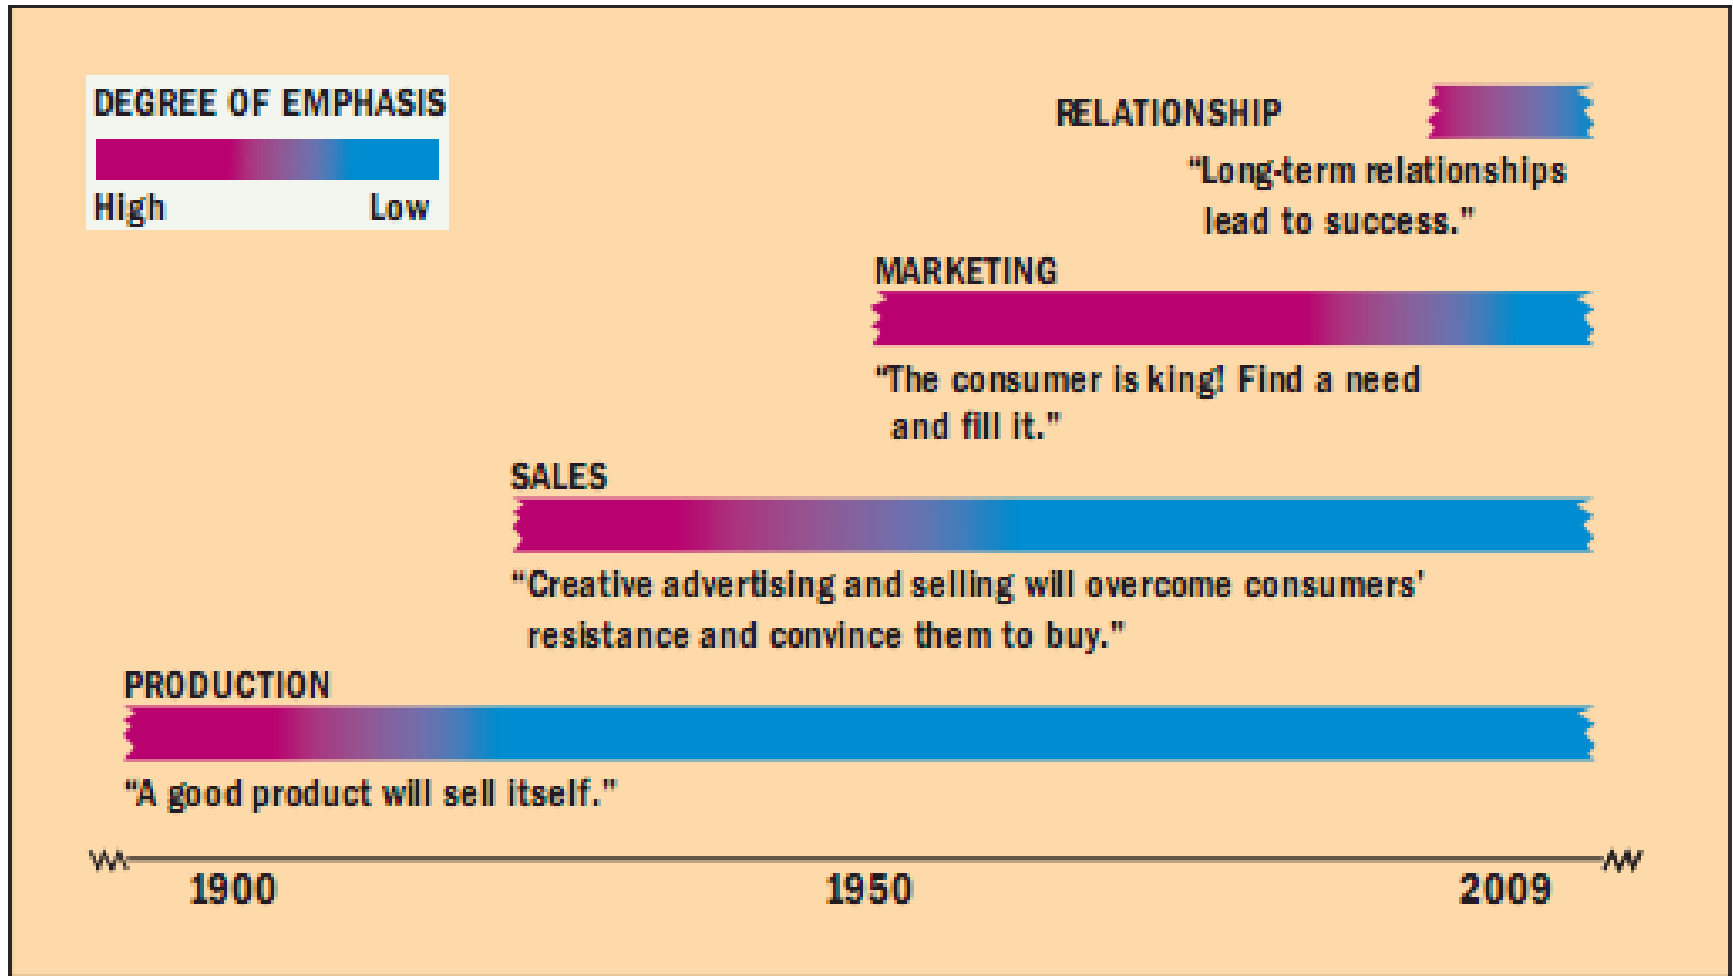 DEGREE OF EMPHASIS
High Low
RELATIONSHIP
“Long-term relationships
lead to success.”
MARKETING
“The consumer is king! Find a need
and fill it.”
SALES
“Creative advertising and selling will overcome consumers’
resistance and convince them to buy.”
PRODUCTION
“A good product will sell itself.”
1900 1950 2009